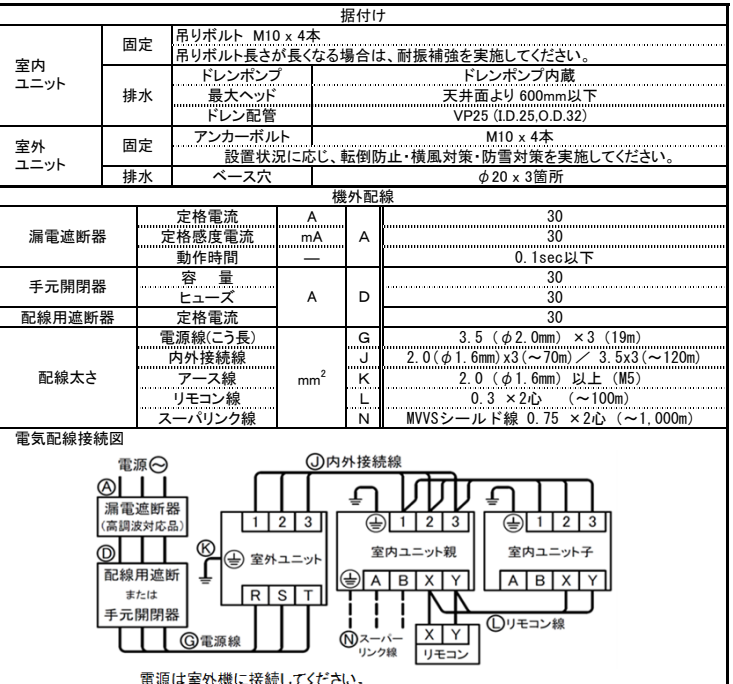 据付け
室内
ユニット
固定
吊りボルト M10 x 4本
吊りボルト長さが長くなる場合は、耐振補強を実施してください。
排水
ドレンポンプ ドレンポンプ内蔵
最大ヘッド 天井面より 600mm以下
ドレン配管 VP25 (I.D.25,O.D.32)
室外
ユニット
固定
アンカーボルト M10 x 4本
設置状況に応じ、転倒防止・横風対策・防雪対策を実施してください。
排水 ベース穴 φ20 x 3箇所
機外配線
漏電遮断器
定格電流 A 30
定格感度電流 mA A 30
動作時間 ― 0.1sec以下
手元開閉器
容 量 30
ヒューズ A D 30
配線用遮断器 定格電流 30
配線太さ
電源線(こう長) G 3.5 (φ2.0mm) ×3 (19m)
内外接続線 J 2.0(φ1.6mm)x3(～70m)／ 3.5x3(～120m)
アース線 mm² K 2.0 (φ1.6mm) 以上 (M5)
リモコン線 L 0.3 ×2心 (～100m)
スーパリンク線 N MVVSシールド線 0.75 ×2心 (～1,000m)
電気配線接続図
電源
Ⓐ
漏電遮断器
(高調波対応品)
Ⓓ
配線用遮断
または
手元開閉器
Ⓖ電源線
Ⓙ内外接続線
Ⓚ
1 2 3
室外ユニット
R S T
1 2 3
室内ユニット親
A B X Y
Ⓝスーパー
リンク線
X Y
リモコン
1 2 3
室内ユニット子
A B X Y
Ⓛリモコン線
電源は室外機に接続してください。